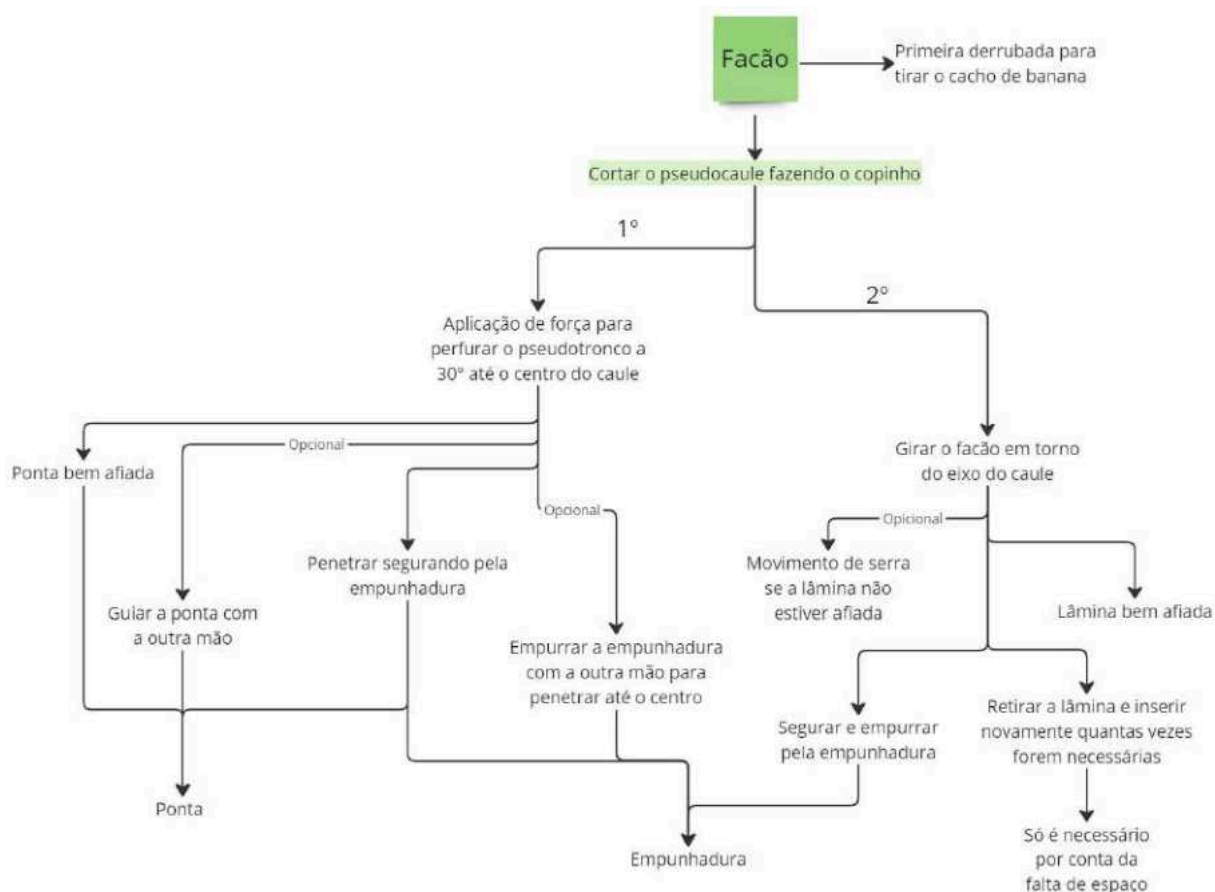 Facão
Primeira derrubada para
tirar o cacho de banana
Cortar o pseudocaule fazendo o copinho
1º
2º
Aplicação de força para
perfurar o pseudotronco a
30º até o centro do caule
Opcional
Ponta bem afiada
Girar o facão em torno
do eixo do caule
Opcional
Opicional
Penetrar segurando pela
empunhadura
Movimento de serra
se a lâmina não
estiver afiada
Guiar a ponta com
a outra mão
Lâmina bem afiada
Empurrar a empunhadura
com a outra mão para
penetrar até o centro
Segurar e empurrar
pela empunhadura
Retirar a lâmina e inserir
novamente quantas vezes
forem necessárias
Ponta
Empunhadura
Só é necessário
por conta da
falta de espaço